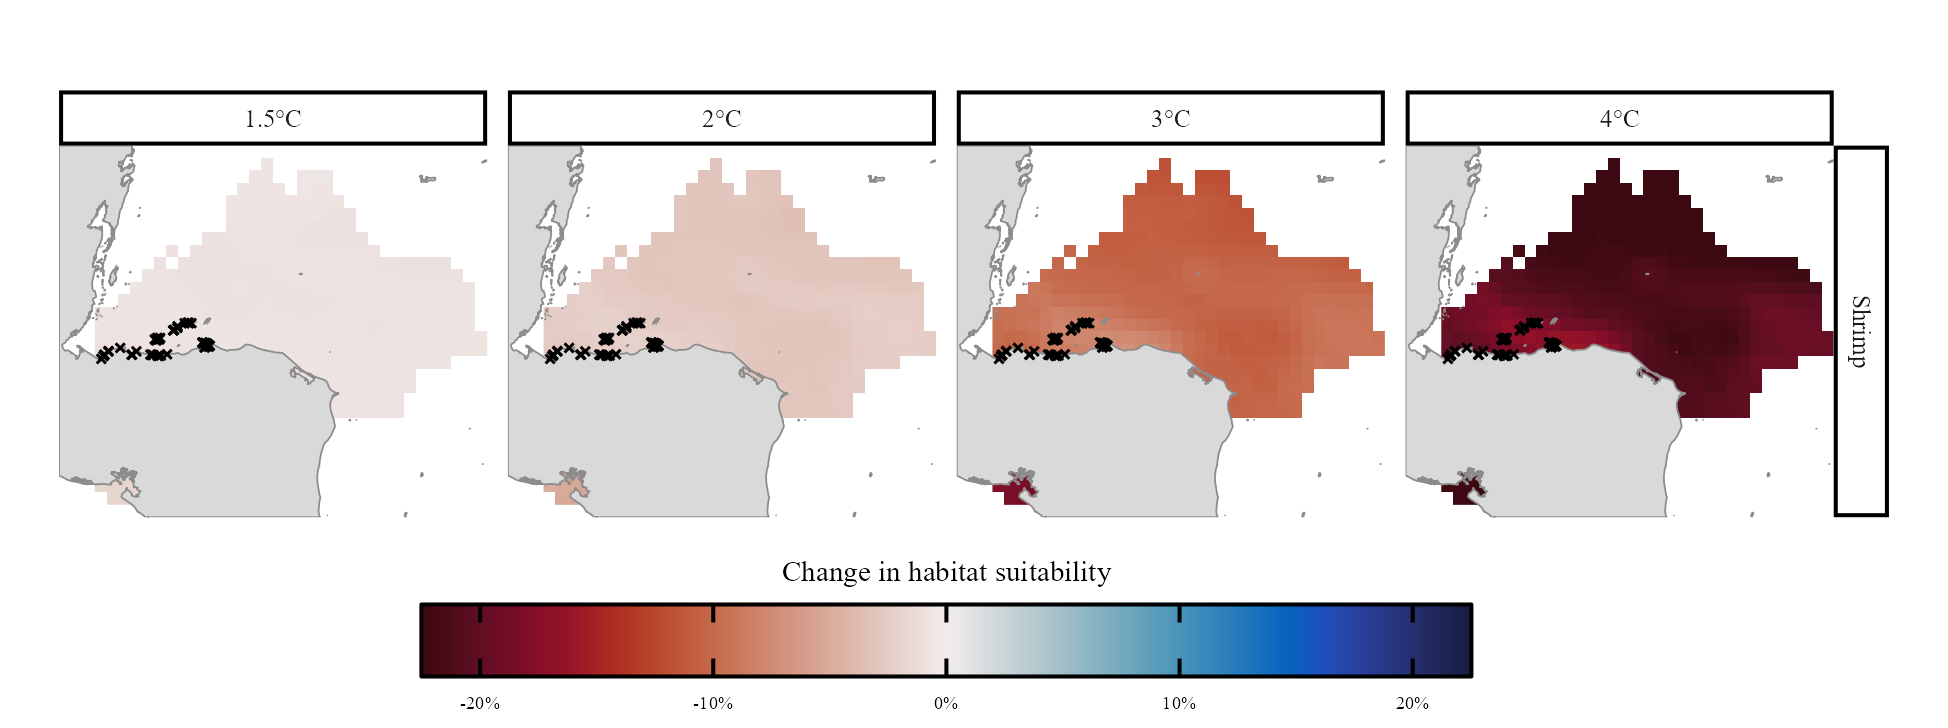 1.5°C
2°C
3°C
4°C
Shrimp
Change in habitat suitability
-20%
-10%
0%
10%
20%